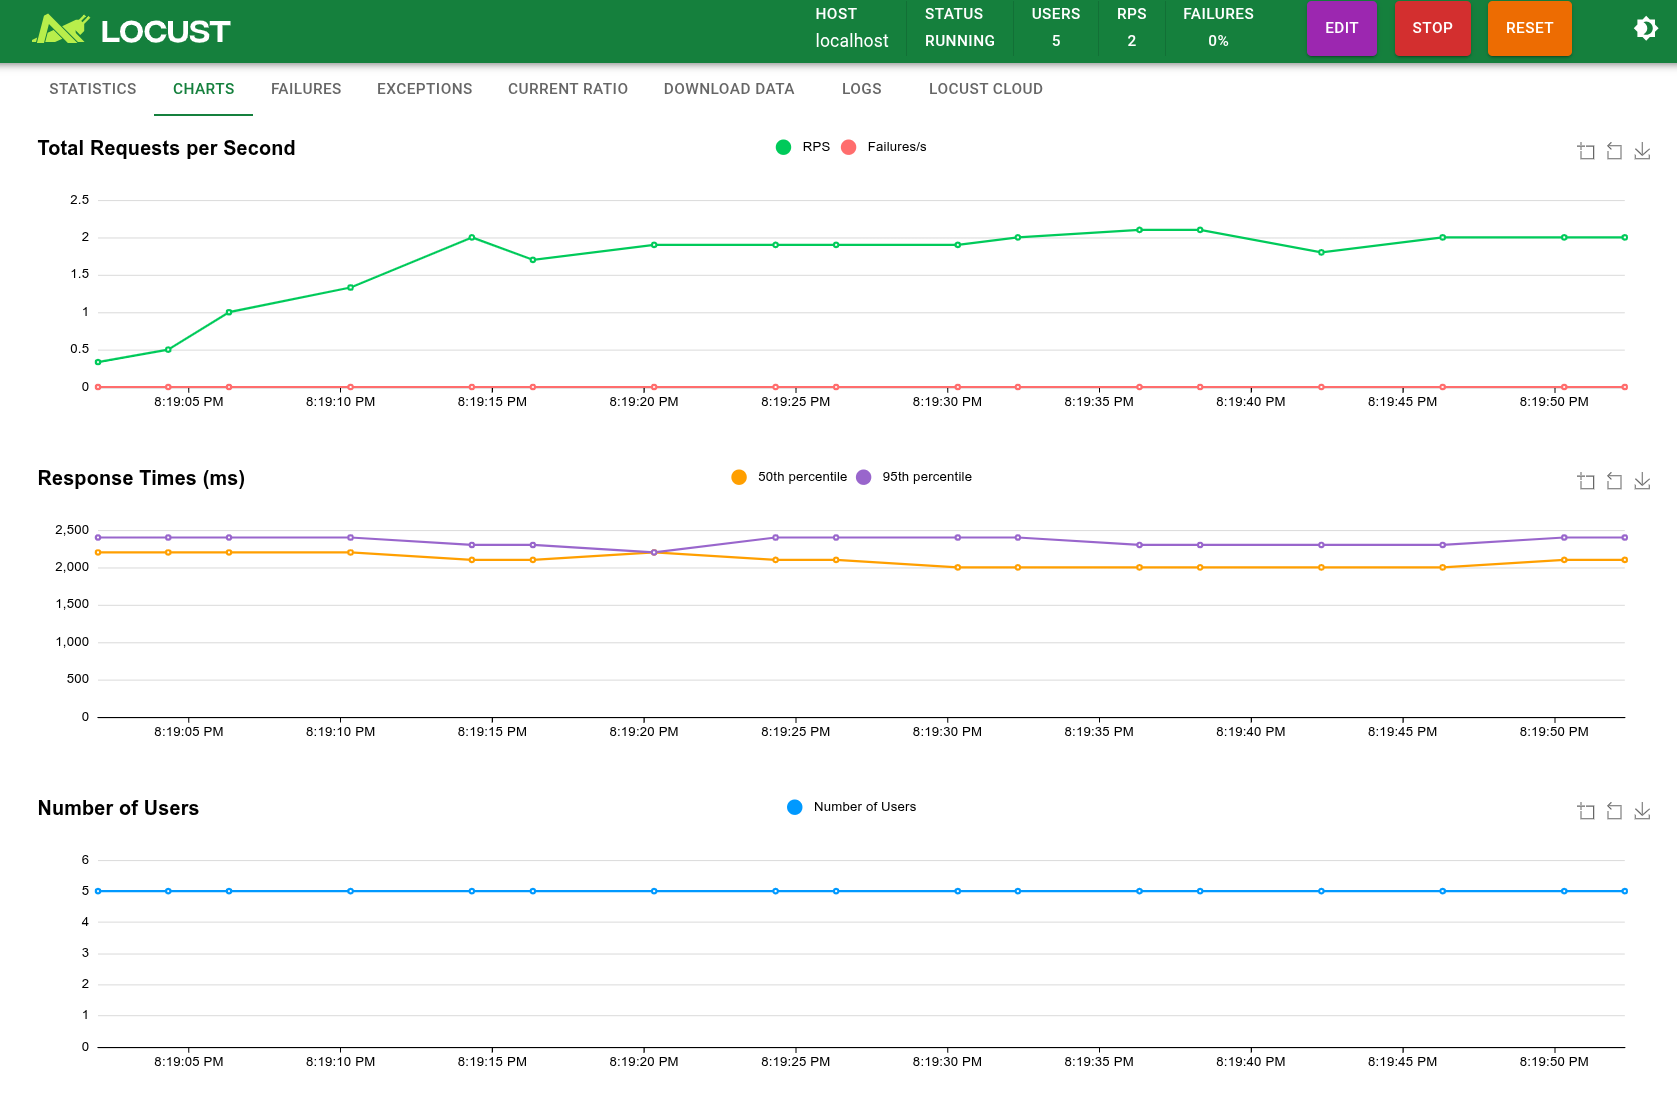 LOCUST
HOST STATUS USERS RPS FAILURES
localhost RUNNING 5 2 0%
EDIT STOP RESET
STATISTICS CHARTS FAILURES EXCEPTIONS CURRENT RATIO DOWNLOAD DATA LOGS LOCUST CLOUD
Total Requests per Second
RPS Failures/s
2.5
2
1.5
1
0.5
0
8:19:05 PM 8:19:10 PM 8:19:15 PM 8:19:20 PM 8:19:25 PM 8:19:30 PM 8:19:35 PM 8:19:40 PM 8:19:45 PM 8:19:50 PM
Response Times (ms)
50th percentile 95th percentile
2,500
2,000
1,500
1,000
500
0
8:19:05 PM 8:19:10 PM 8:19:15 PM 8:19:20 PM 8:19:25 PM 8:19:30 PM 8:19:35 PM 8:19:40 PM 8:19:45 PM 8:19:50 PM
Number of Users
Number of Users
6
5
4
3
2
1
0
8:19:05 PM 8:19:10 PM 8:19:15 PM 8:19:20 PM 8:19:25 PM 8:19:30 PM 8:19:35 PM 8:19:40 PM 8:19:45 PM 8:19:50 PM